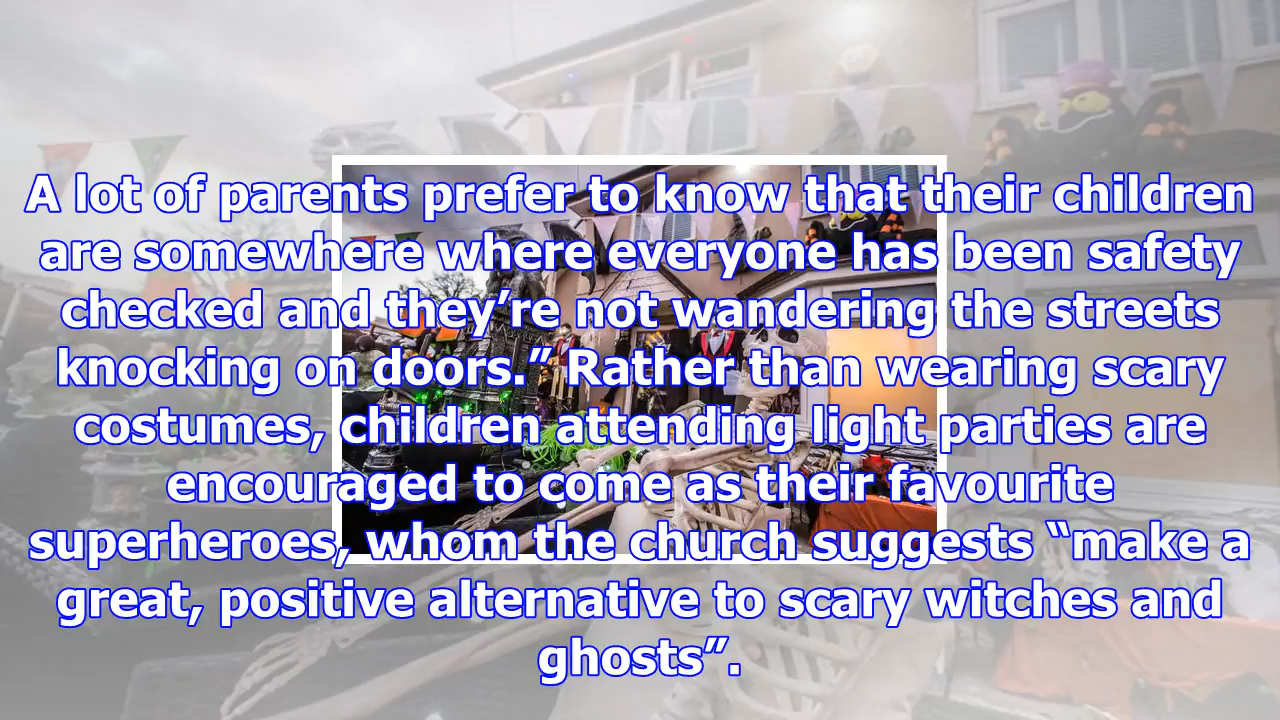 A lot of parents prefer to know that their children
are somewhere where everyone has been safety
checked and they’re not wandering the streets
knocking on doors.” Rather than wearing scary
costumes, children attending light parties are
encouraged to come as their favourite
superheroes, whom the church suggests “make a
great, positive alternative to scary witches and
ghosts”.